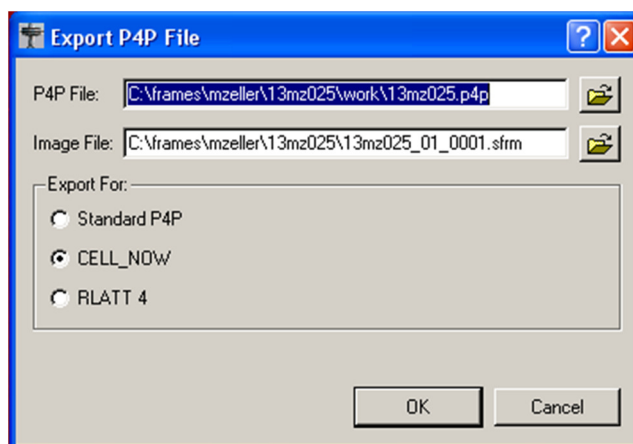 Export P4P File
P4P File: C:\frames\mzeller\13mz025\work\13mz025.p4p
Image File: C:\frames\mzeller\13mz025\13mz025_01_0001.sfrm
Export For:
Standard P4P
CELL_NOW
RLATT 4
OK Cancel